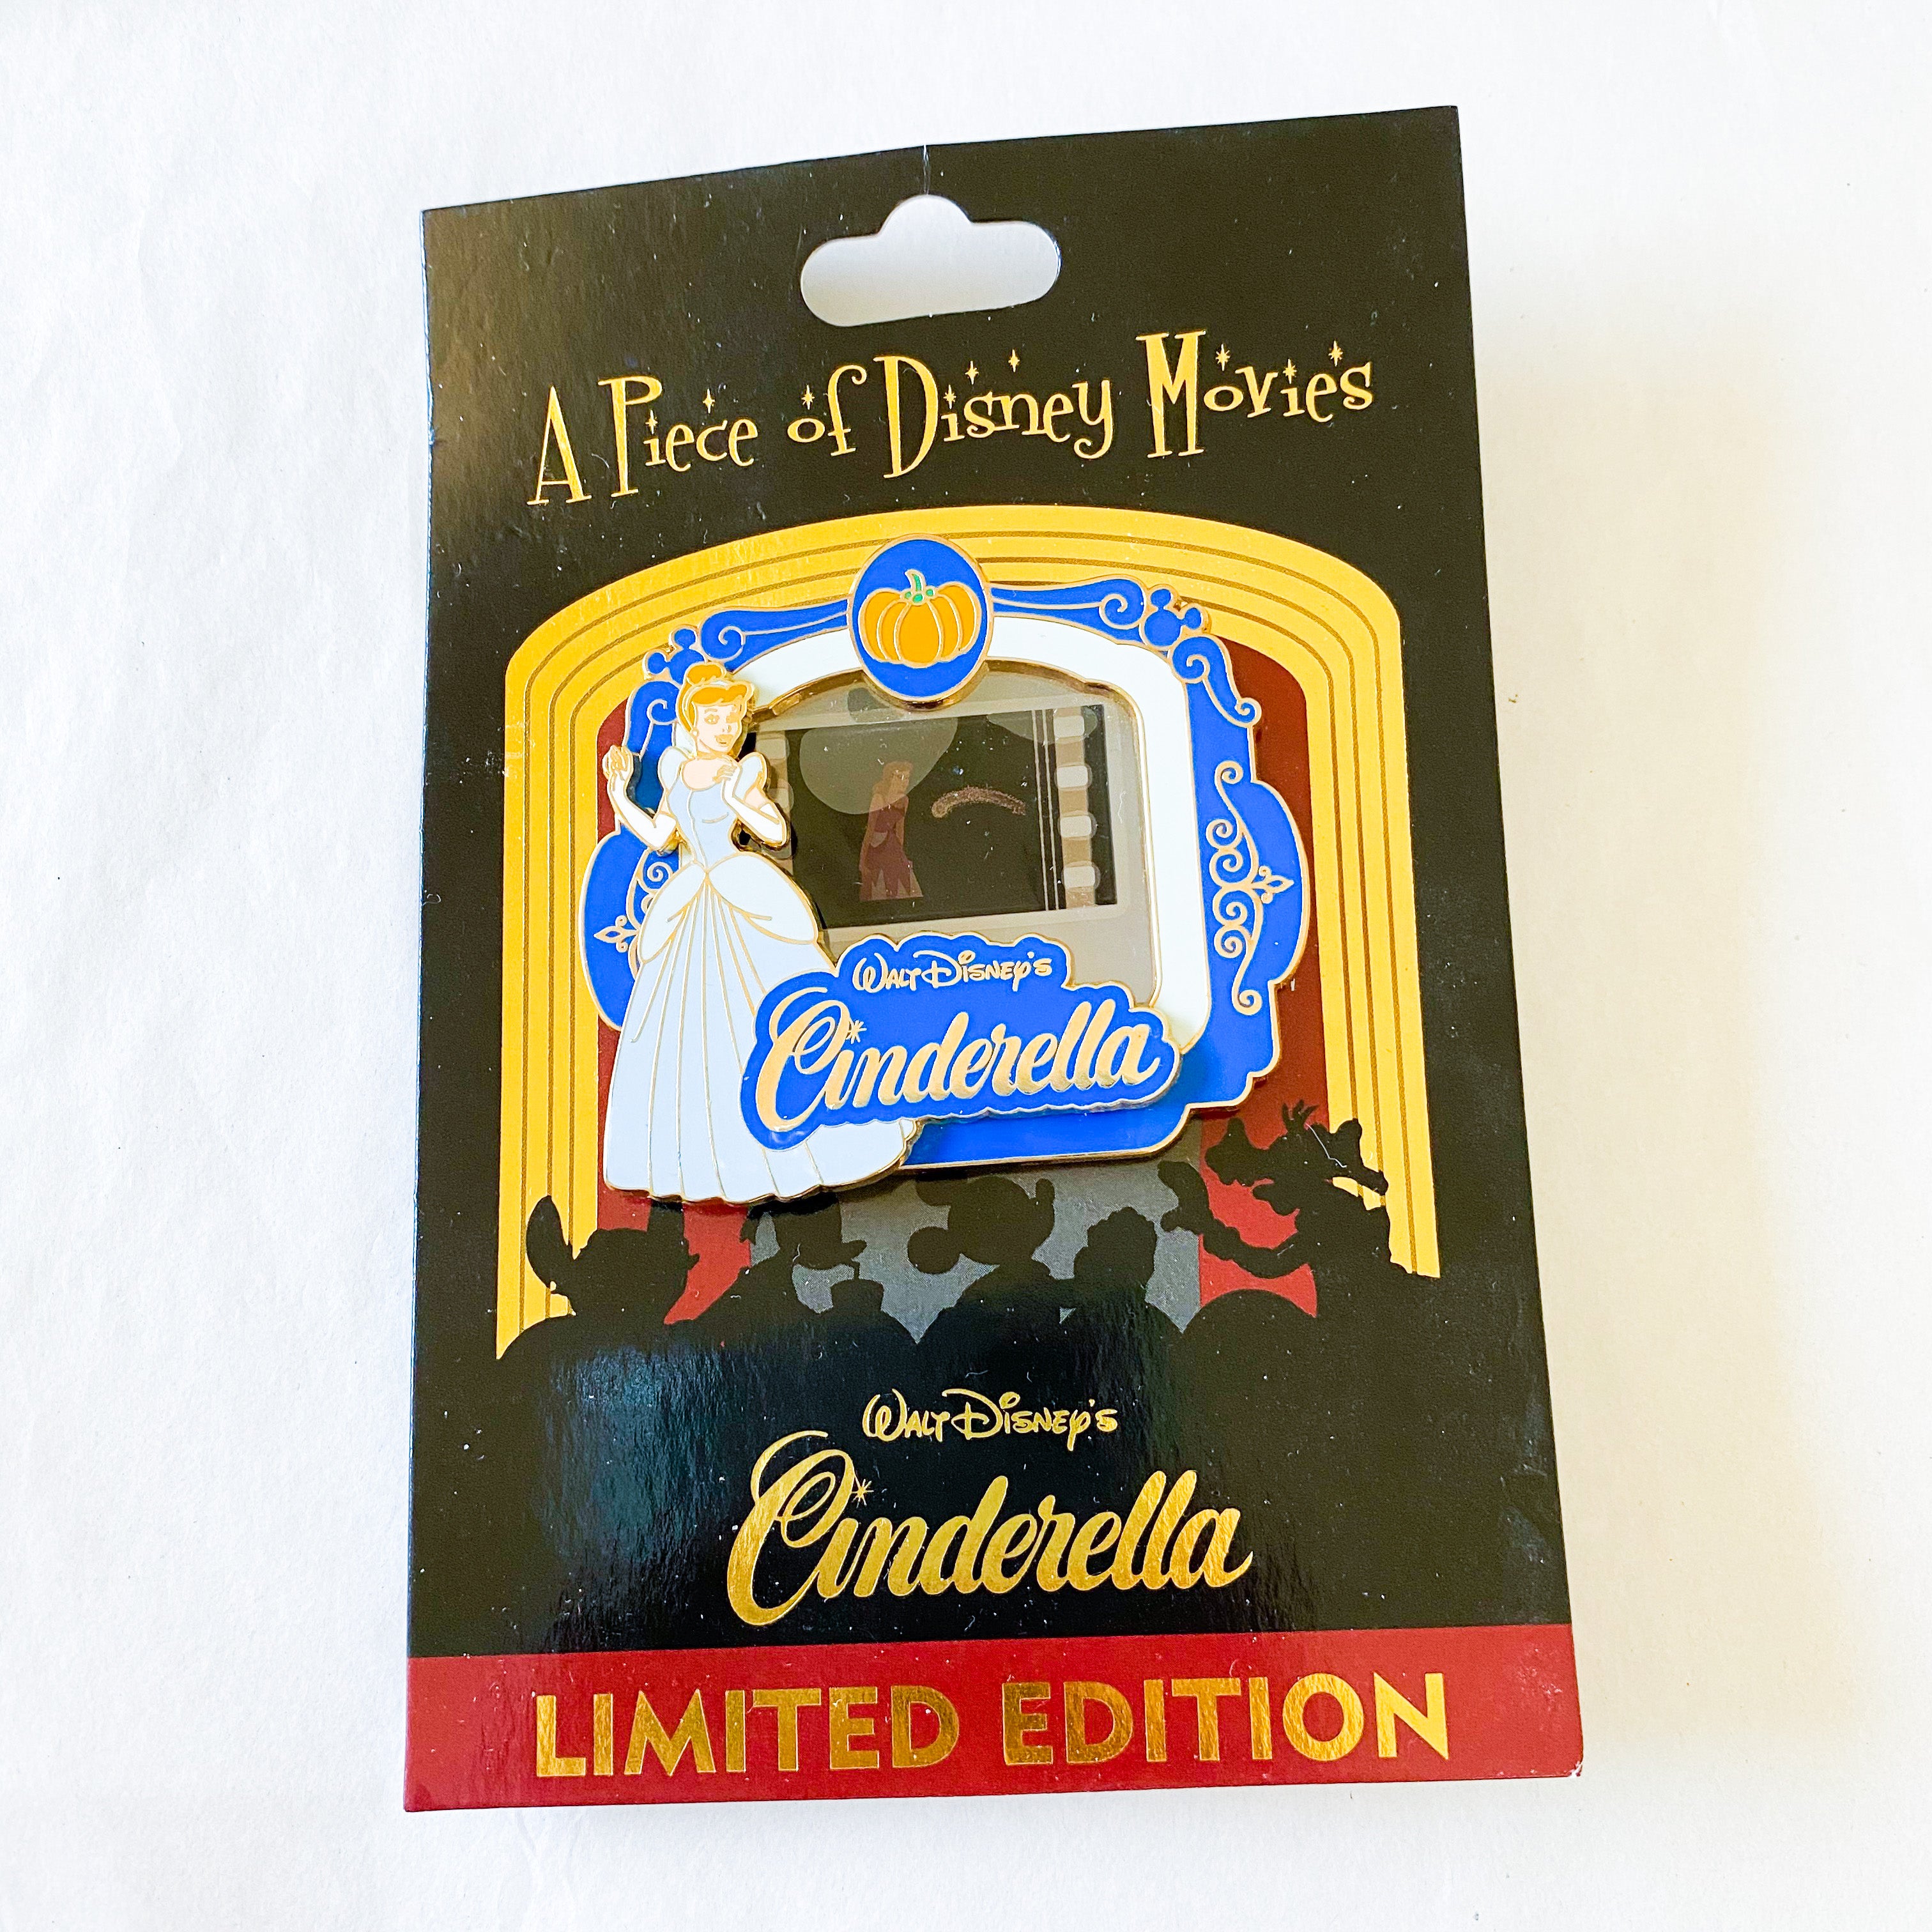 A Piece of Disney Movies
Walt Disney's
Cinderella
Walt Disney's
Cinderella
LIMITED EDITION